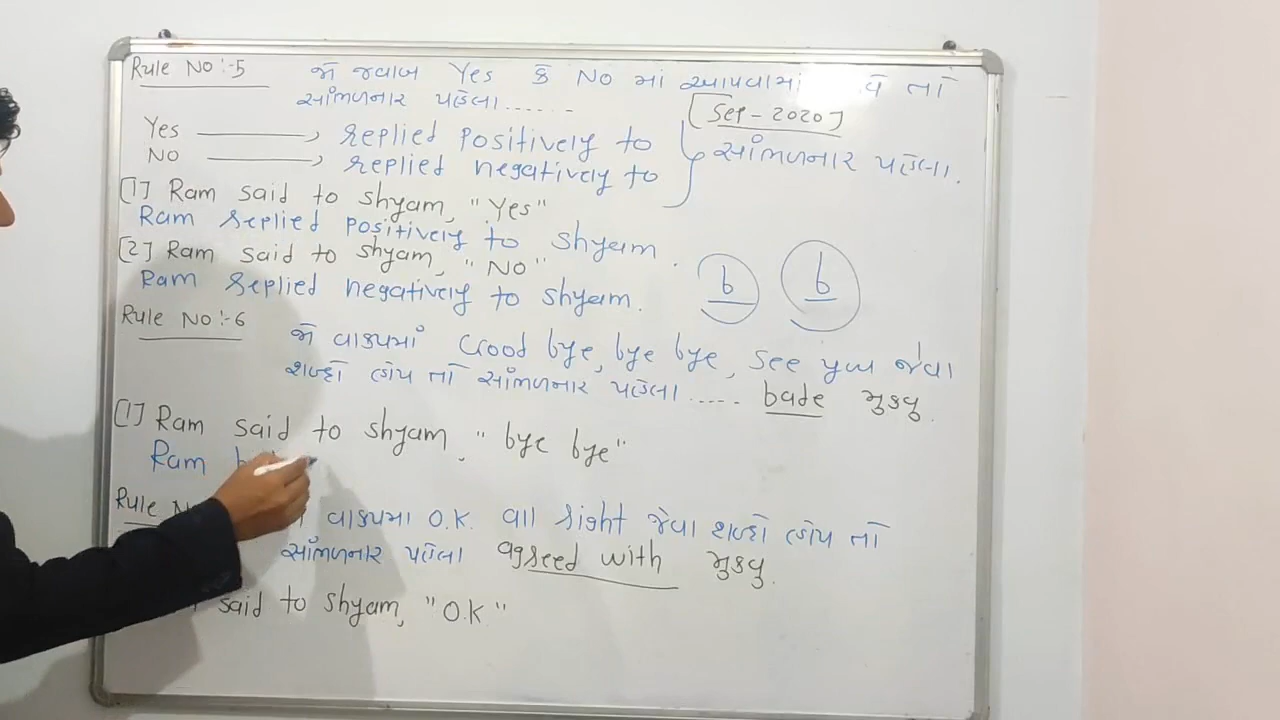 Rule No :- 5 જો જવાબ Yes કે No માં આપવામાં તો
સાંભળનાર પહેલા.......
[Sep - 2020]
Yes ————, replied positively to
No ————, replied negatively to
સાંભળનાર પહેલા.
[1] Ram said to shyam, "Yes"
Ram replied positively to shyam.
[2] Ram said to shyam, "No"
Ram replied negatively to shyam.
b b
Rule No :- 6
જો વાક્યમાં Good bye, bye bye, see you જેવા
શબ્દો હોય તો સાંભળનાર પહેલા..... bade મુકવુ.
[1] Ram said to shyam, "bye bye"
Ram
Rule વાક્યમા O.K. all right જેવા શબ્દો હોય તો
સાંભળનાર પહેલા agreed with મુકવુ.
said to shyam, "O.K"